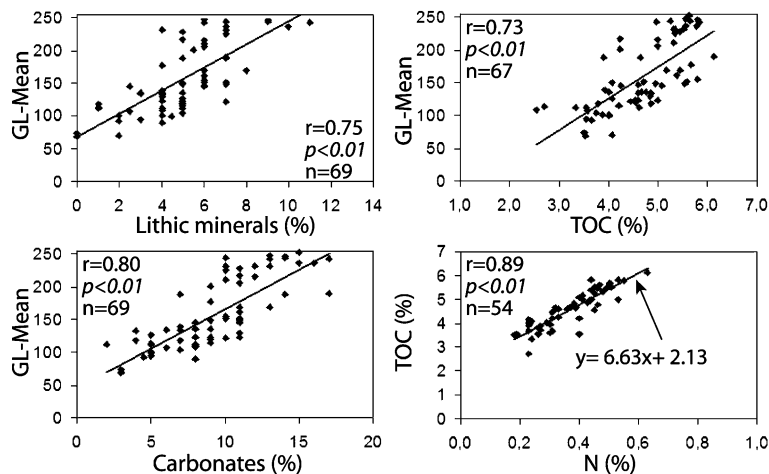 250
200
150
100
50
0
GL-Mean
r=0.75
p<0.01
n=69
0 2 4 6 8 10 12 14
Lithic minerals (%)
250
200
150
100
50
0
GL-Mean
r=0.73
p<0.01
n=67
1,0 2,0 3,0 4,0 5,0 6,0 7,0
TOC (%)
250
200
150
100
50
0
GL-Mean
r=0.80
p<0.01
n=69
0 5 10 15 20
Carbonates (%)
7
6
5
4
3
2
1
0
TOC (%)
r=0.89
p<0.01
n=54
y= 6.63x+ 2.13
0,0 0,2 0,4 0,6 0,8 1,0
N (%)